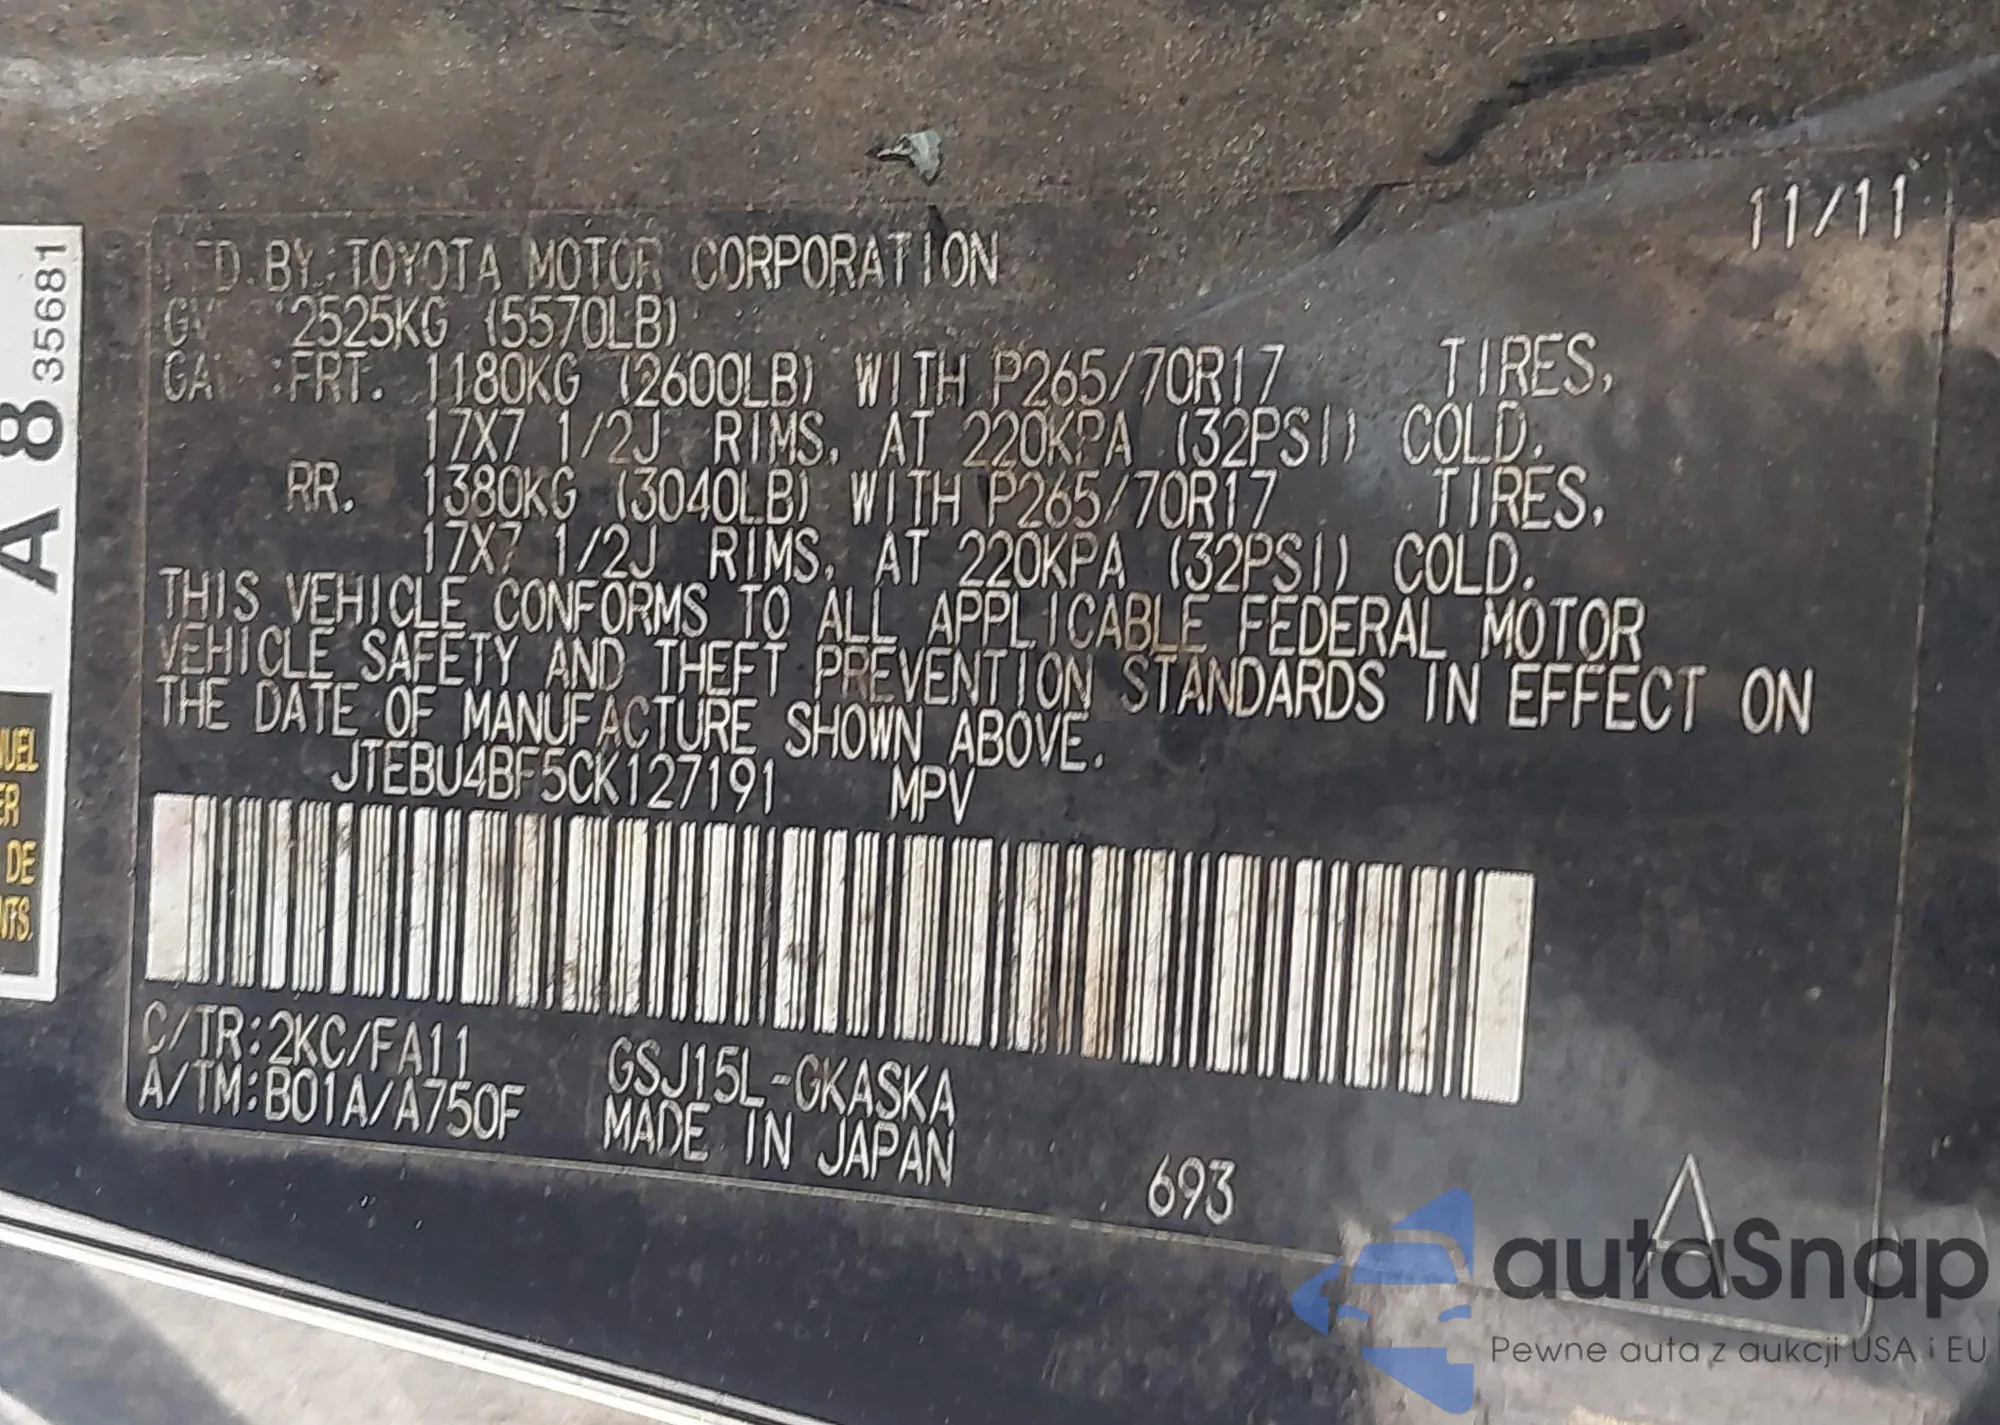 11/11
MFD. BY: TOYOTA MOTOR CORPORATION
2525KG (5570LB)
FRT. 1180KG (2600LB) WITH P265/70R17 TIRES,
17X7 1/2J RIMS, AT 220KPA (32PSI) COLD.
RR. 1380KG (3040LB) WITH P265/70R17 TIRES,
17X7 1/2J RIMS, AT 220KPA (32PSI) COLD.
THIS VEHICLE CONFORMS TO ALL APPLICABLE FEDERAL MOTOR
VEHICLE SAFETY AND THEFT PREVENTION STANDARDS IN EFFECT ON
THE DATE OF MANUFACTURE SHOWN ABOVE.
JTEBU4BF5CK127191 MPV
C/TR:2KC/FA11
A/TM:B01A/A750F
GSJ15L-GKASKA
MADE IN JAPAN
693
A
A8 35681
DE
autaSnap
Pewne auta z aukcji USA i EU